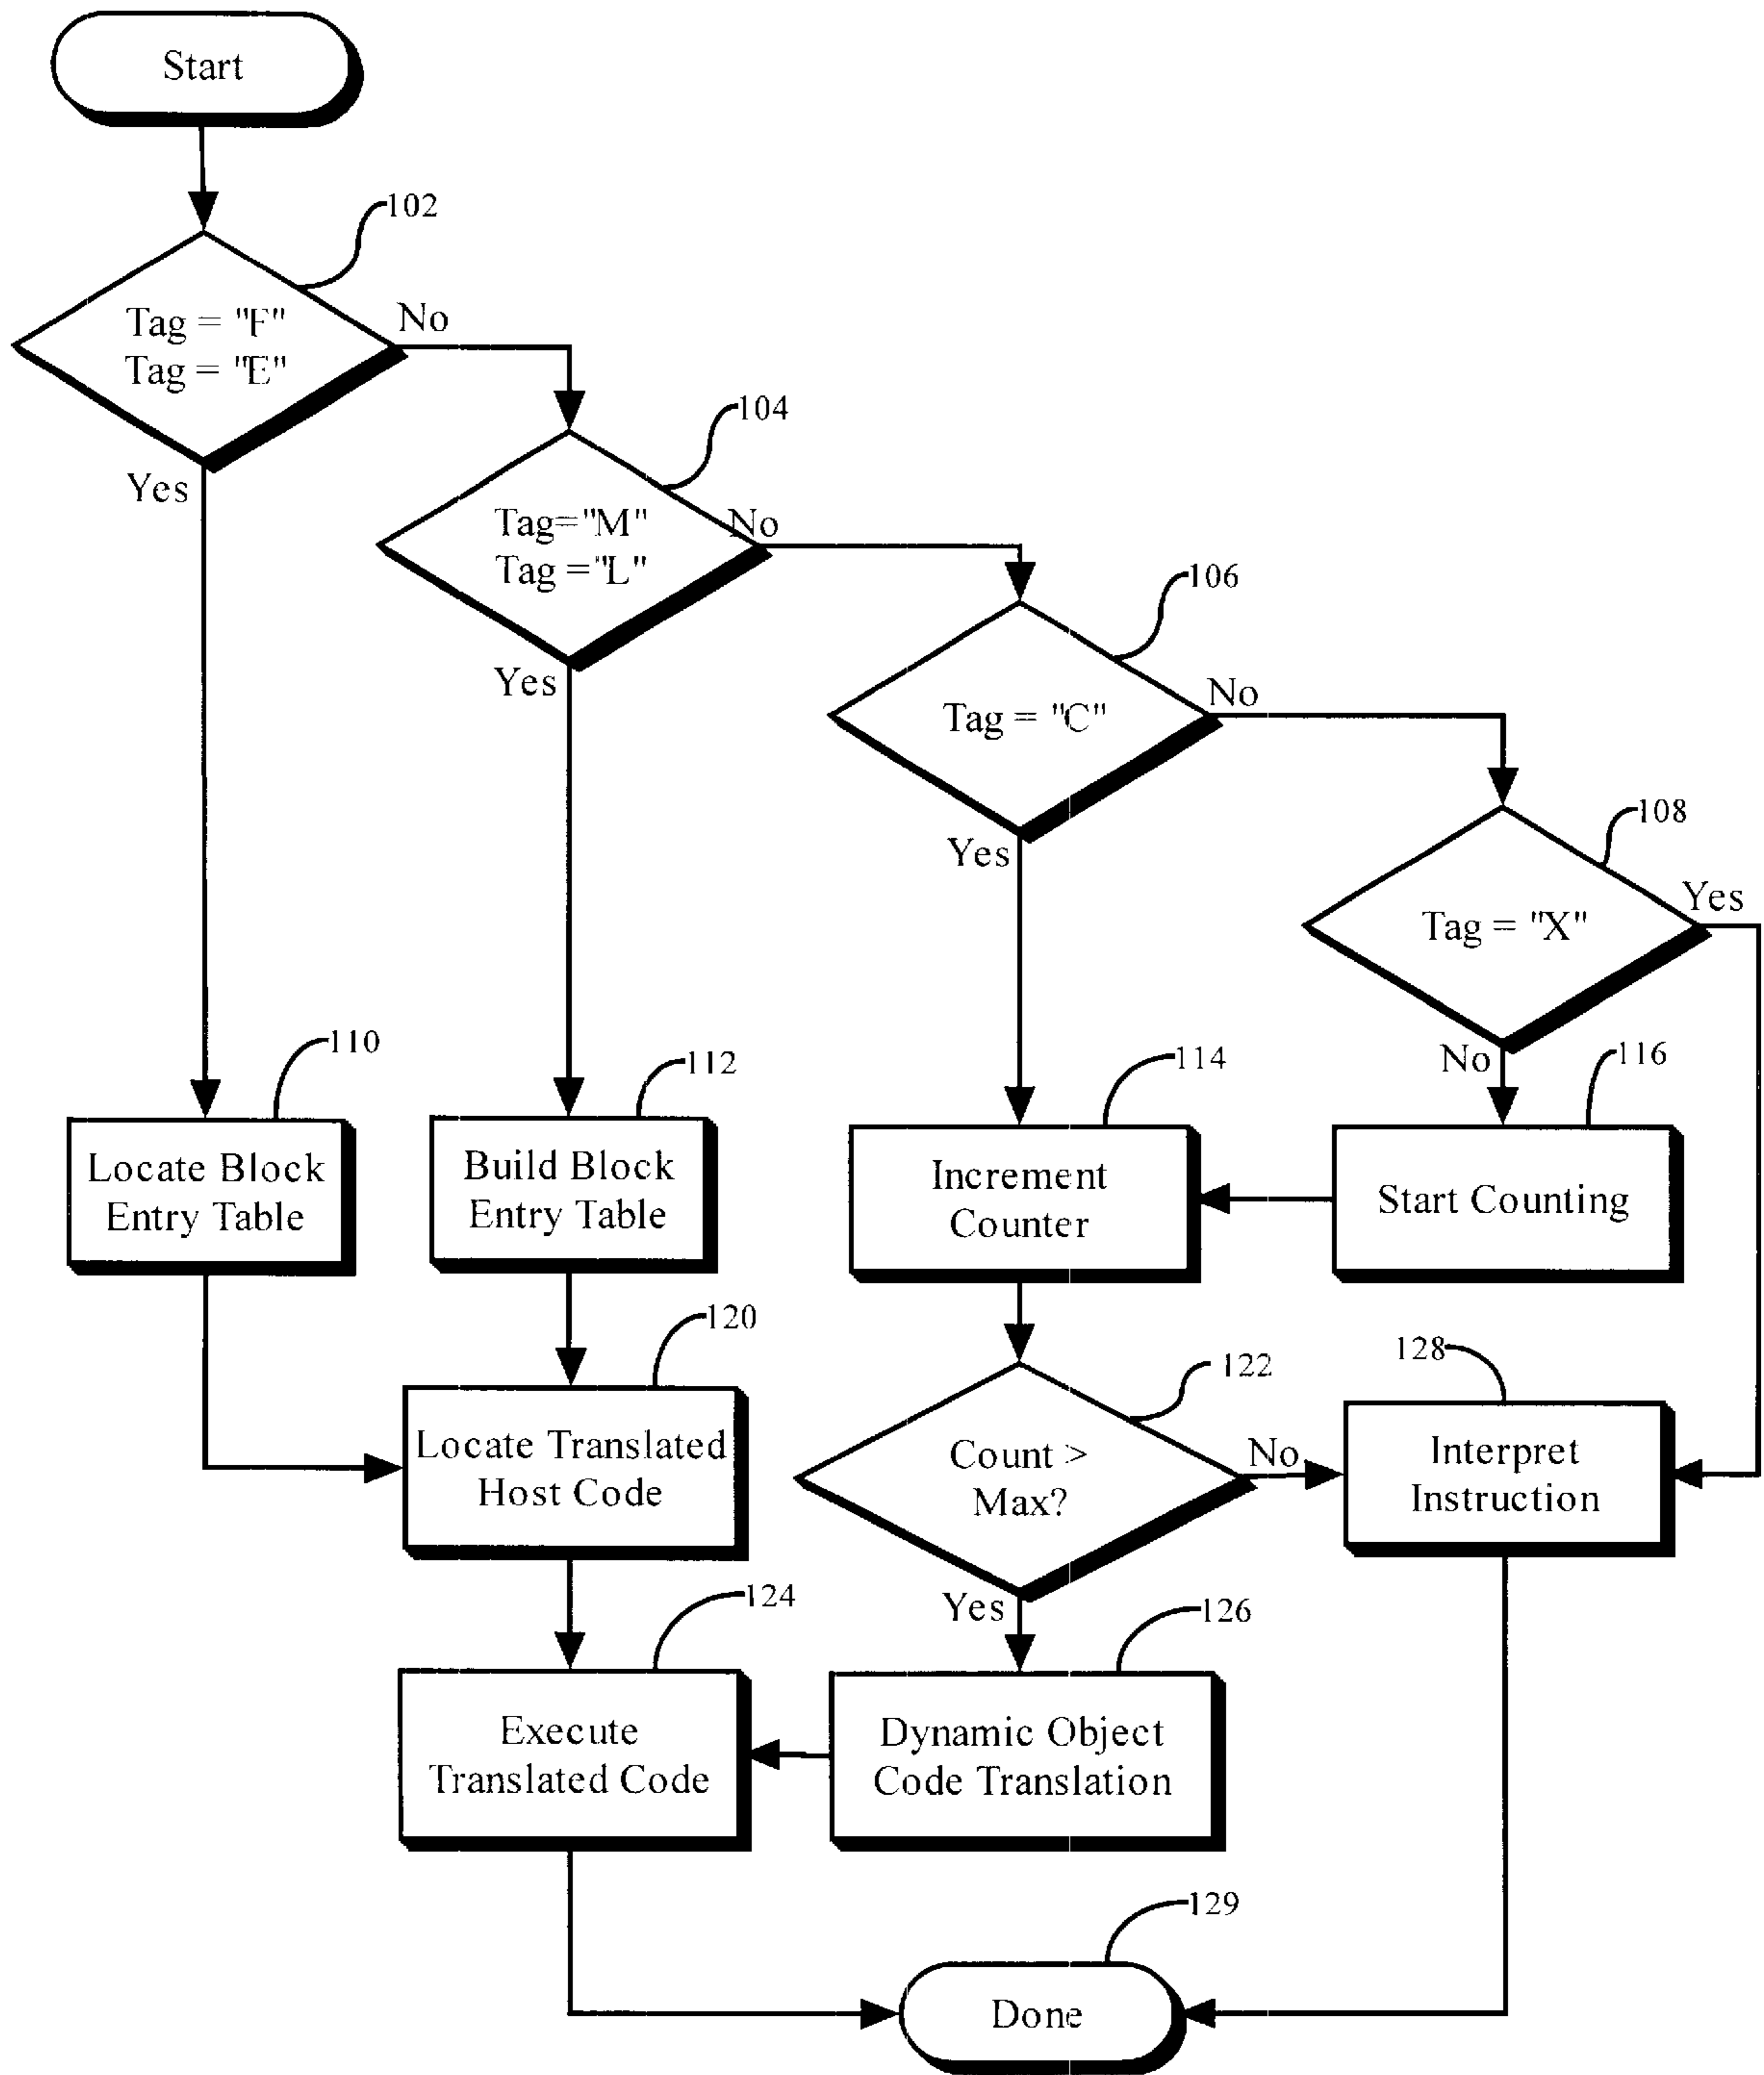 Start
102
Tag = "F"
Tag = "E"
No
Yes
104
Tag="M"
Tag ="L"
No
Yes
106
Tag = "C"
No
Yes
108
Tag = "X"
Yes
No
110
Locate Block
Entry Table
112
Build Block
Entry Table
114
Increment
Counter
116
Start Counting
120
Locate Translated
Host Code
122
Count >
Max?
No
Yes
128
Interpret
Instruction
124
Execute
Translated Code
126
Dynamic Object
Code Translation
129
Done